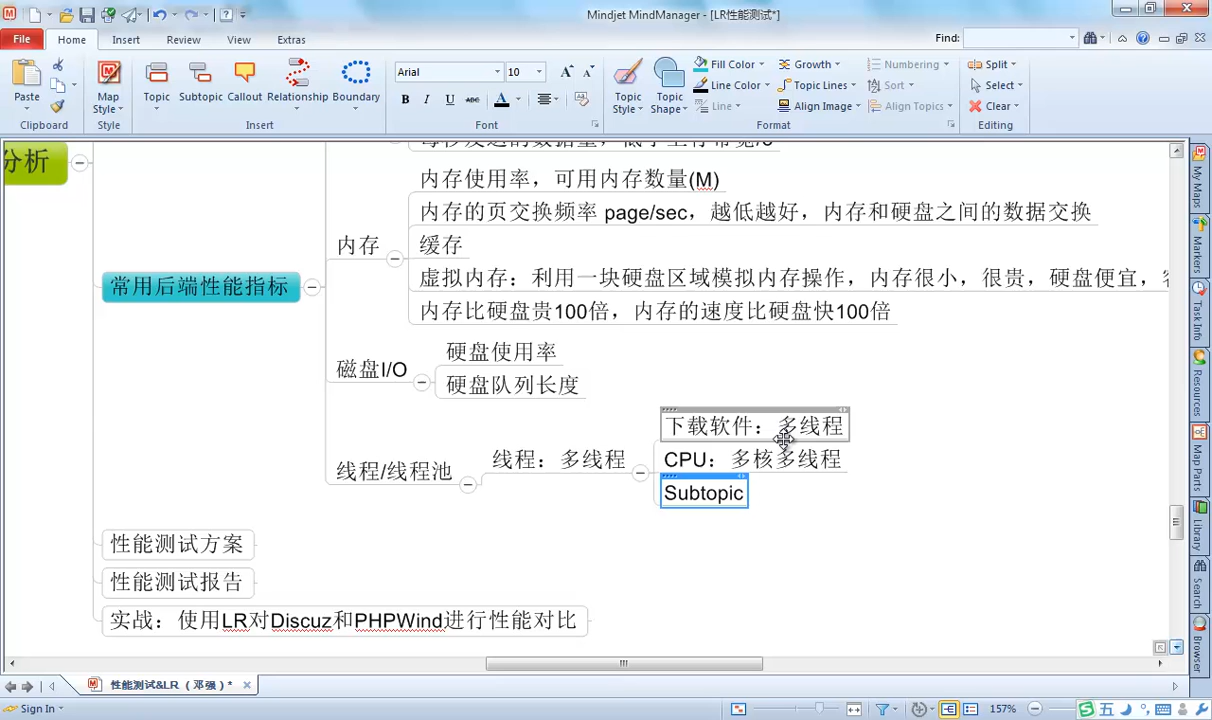 Mindjet MindManager - [LR性能测试*]
File
Home
Insert
Review
View
Extras
Find:
Paste
Clipboard
Map Style
Style
Topic
Subtopic
Callout
Relationship
Boundary
Insert
Arial
10
B I U abc A
Font
Topic Style
Topic Shape
Fill Color
Line Color
Line
Growth
Topic Lines
Align Image
Numbering
Sort
Align Topics
Format
Split
Select
Clear
Editing
分析
内存使用率，可用内存数量(M)
内存的页交换频率 page/sec，越低越好，内存和硬盘之间的数据交换
内存
缓存
虚拟内存：利用一块硬盘区域模拟内存操作，内存很小，很贵，硬盘便宜，
常用后端性能指标
内存比硬盘贵100倍，内存的速度比硬盘快100倍
硬盘使用率
磁盘I/O
硬盘队列长度
下载软件：多线程
线程/线程池
线程：多线程
CPU：多核多线程
Subtopic
性能测试方案
性能测试报告
实战：使用LR对Discuz和PHPWind进行性能对比
My Maps
Markers
Task Info
Resources
Map Parts
Library
Search
Browser
性能测试&LR （邓强）*
Sign In
157%
五